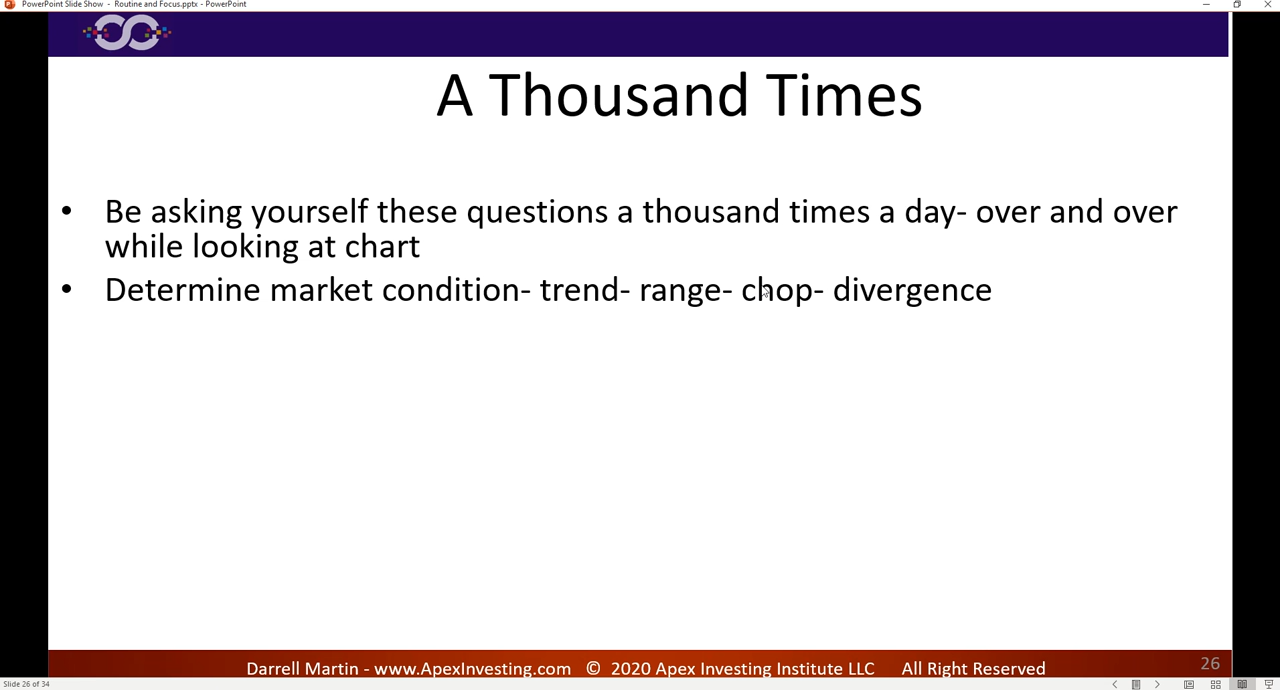 PowerPoint Slide Show - Routine and Focus.pptx - PowerPoint
A Thousand Times
• Be asking yourself these questions a thousand times a day- over and over
while looking at chart
• Determine market condition- trend- range- chop- divergence
Darrell Martin - www.ApexInvesting.com © 2020 Apex Investing Institute LLC All Right Reserved
26
Slide 26 of 34